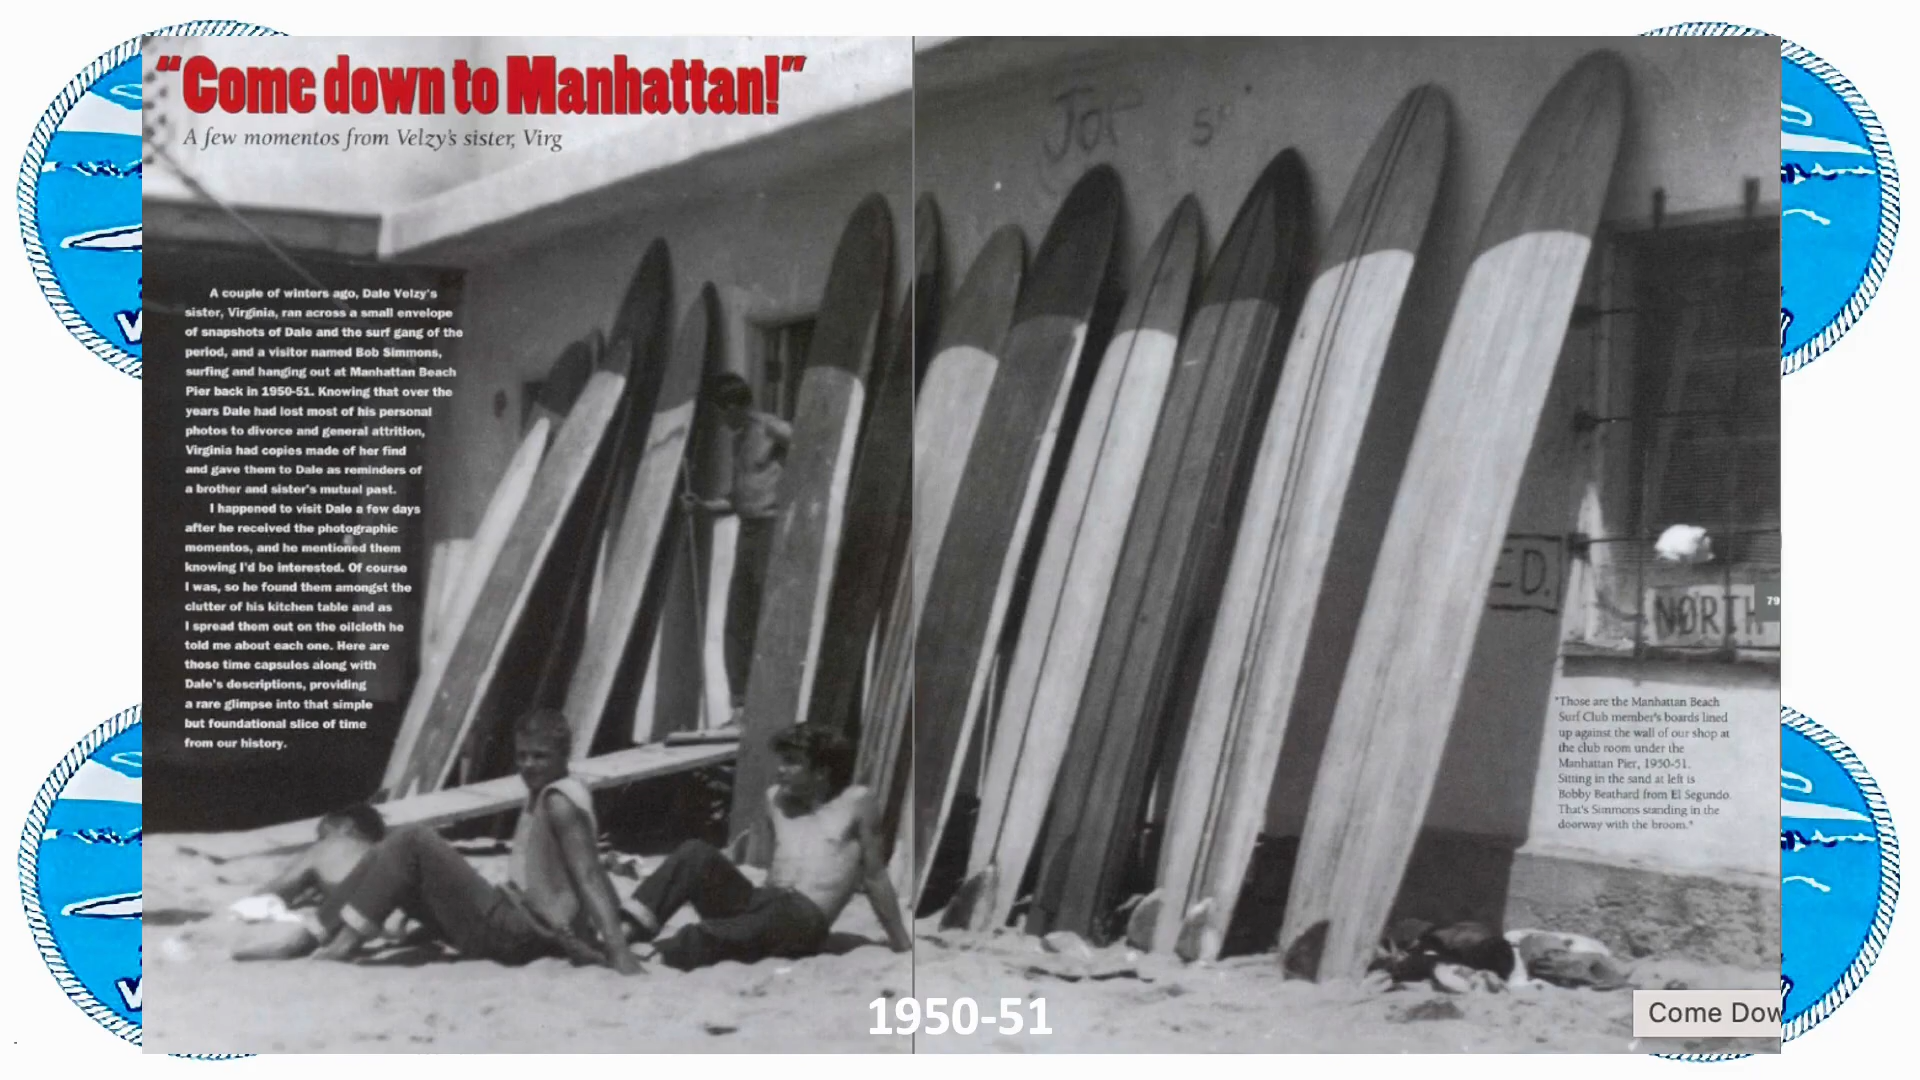 "Come down to Manhattan!"
A few momentos from Velzy's sister, Virg
A couple of winters ago, Dale Velzy's
sister, Virginia, ran across a small envelope
of snapshots of Dale and the surf gang of the
period, and a visitor named Bob Simmons,
surfing and hanging out at Manhattan Beach
Pier back in 1950-51. Knowing that over the
years Dale had lost most of his personal
photos to divorce and general attrition,
Virginia had copies made of her find
and gave them to Dale as reminders of
a brother and sister's mutual past.
I happened to visit Dale a few days
after he received the photographic
momentos, and he mentioned them
knowing I'd be interested. Of course
I was, so he found them amongst the
clutter of his kitchen table and as
I spread them out on the oilcloth he
told me about each one. Here are
those time capsules along with
Dale's descriptions, providing
a rare glimpse into that simple
but foundational slice of time
from our history.
ED.
NORTH
79
"Those are the Manhattan Beach
Surf Club member's boards lined
up against the wall of our shop at
the club room under the
Manhattan Pier, 1950-51.
Sitting in the sand at left is
Bobby Beathard from El Segundo.
That's Simmons standing in the
doorway with the broom."
1950-51
Come Dow